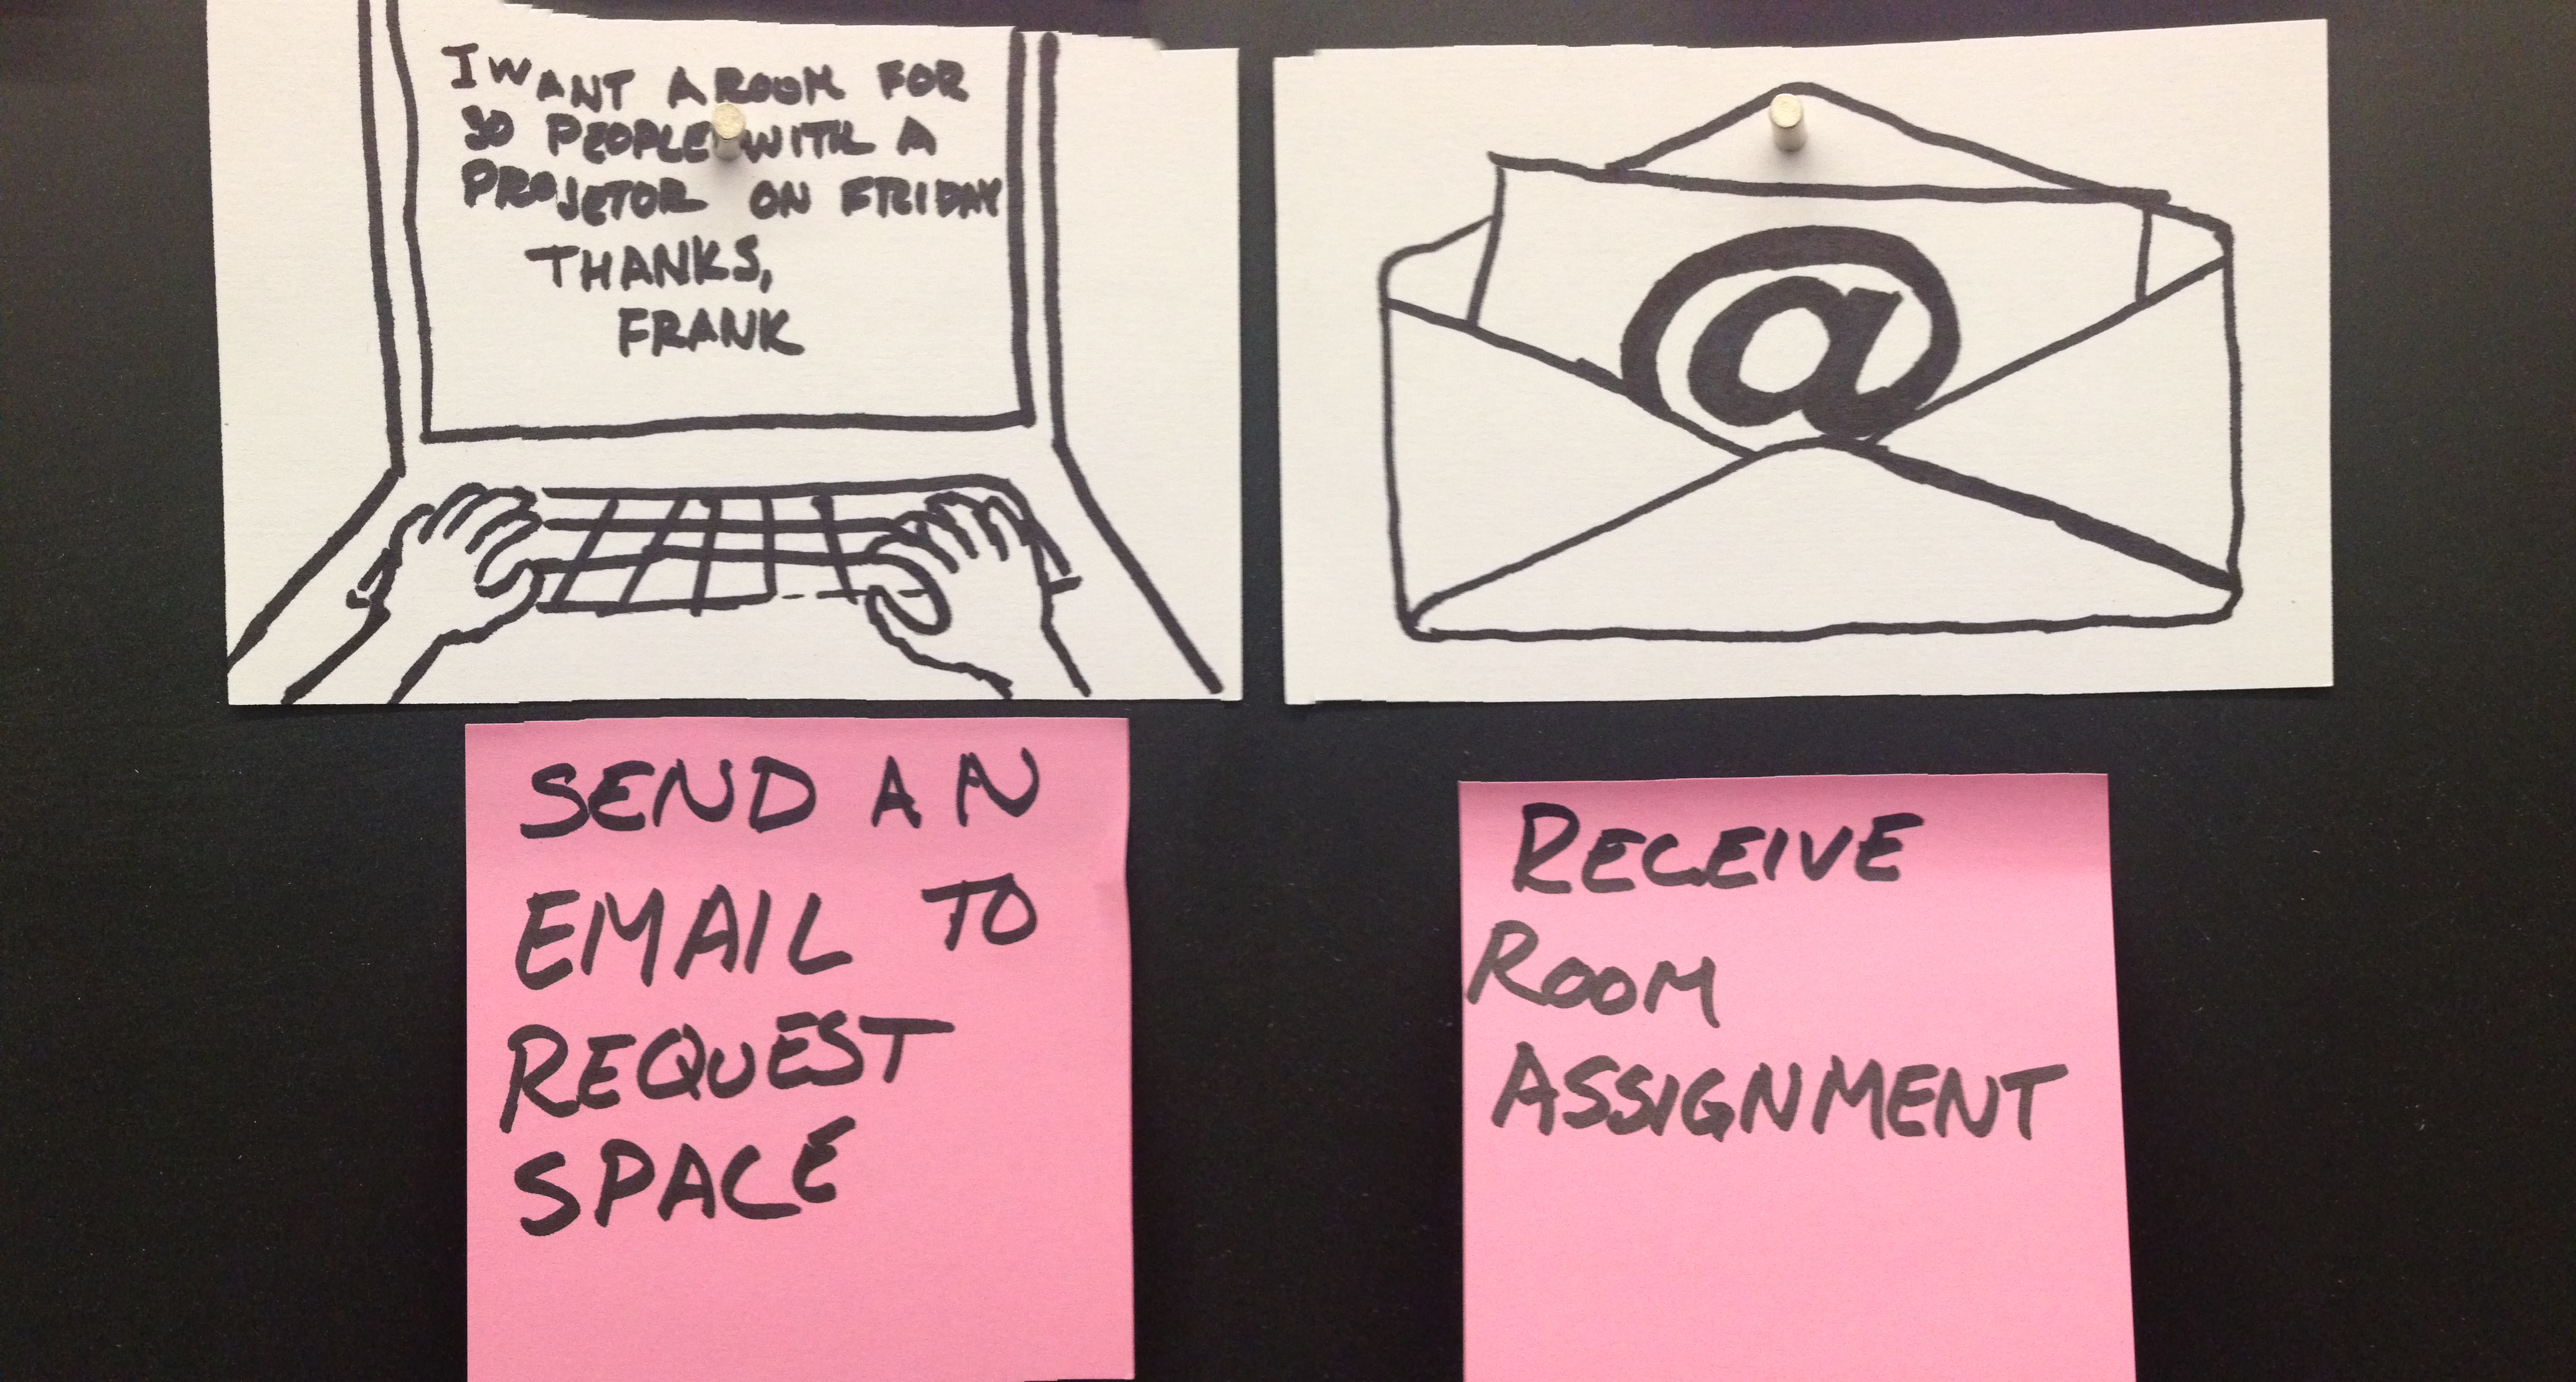 I WANT A ROOM FOR
30 PEOPLE WITH A
PROJETOR ON FRIDAY
THANKS,
FRANK
@
SEND AN
EMAIL TO
REQUEST
SPACE
RECEIVE
ROOM
ASSIGNMENT